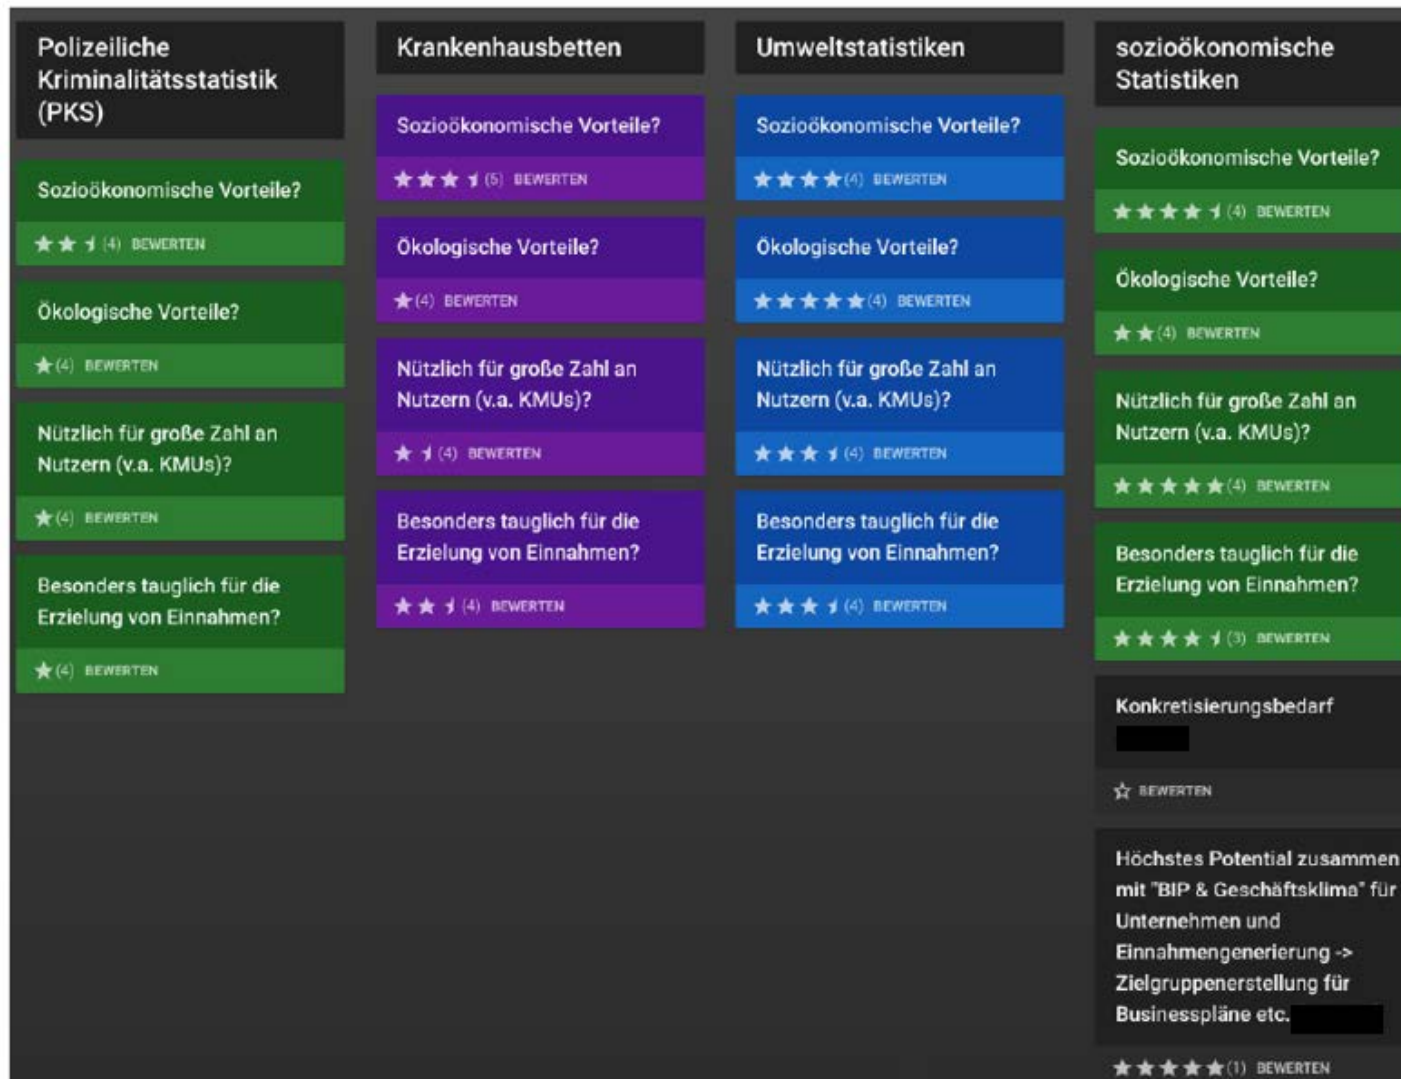 Polizeiliche
Kriminalitätsstatistik
(PKS)
Sozioökonomische Vorteile?
(4) BEWERTEN
Ökologische Vorteile?
(4) BEWERTEN
Nützlich für große Zahl an
Nutzern (v.a. KMUs)?
(4) BEWERTEN
Besonders tauglich für die
Erzielung von Einnahmen?
(4) BEWERTEN
Krankenhausbetten
Sozioökonomische Vorteile?
(5) BEWERTEN
Ökologische Vorteile?
(4) BEWERTEN
Nützlich für große Zahl an
Nutzern (v.a. KMUs)?
(4) BEWERTEN
Besonders tauglich für die
Erzielung von Einnahmen?
(4) BEWERTEN
Umweltstatistiken
Sozioökonomische Vorteile?
(4) BEWERTEN
Ökologische Vorteile?
(4) BEWERTEN
Nützlich für große Zahl an
Nutzern (v.a. KMUs)?
(4) BEWERTEN
Besonders tauglich für die
Erzielung von Einnahmen?
(4) BEWERTEN
sozioökonomische
Statistiken
Sozioökonomische Vorteile?
(4) BEWERTEN
Ökologische Vorteile?
(4) BEWERTEN
Nützlich für große Zahl an
Nutzern (v.a. KMUs)?
(4) BEWERTEN
Besonders tauglich für die
Erzielung von Einnahmen?
(3) BEWERTEN
Konkretisierungsbedarf
BEWERTEN
Höchstes Potential zusammen
mit "BIP & Geschäftsklima" für
Unternehmen und
Einnahmengenerierung ->
Zielgruppenerstellung für
Businesspläne etc.
(1) BEWERTEN